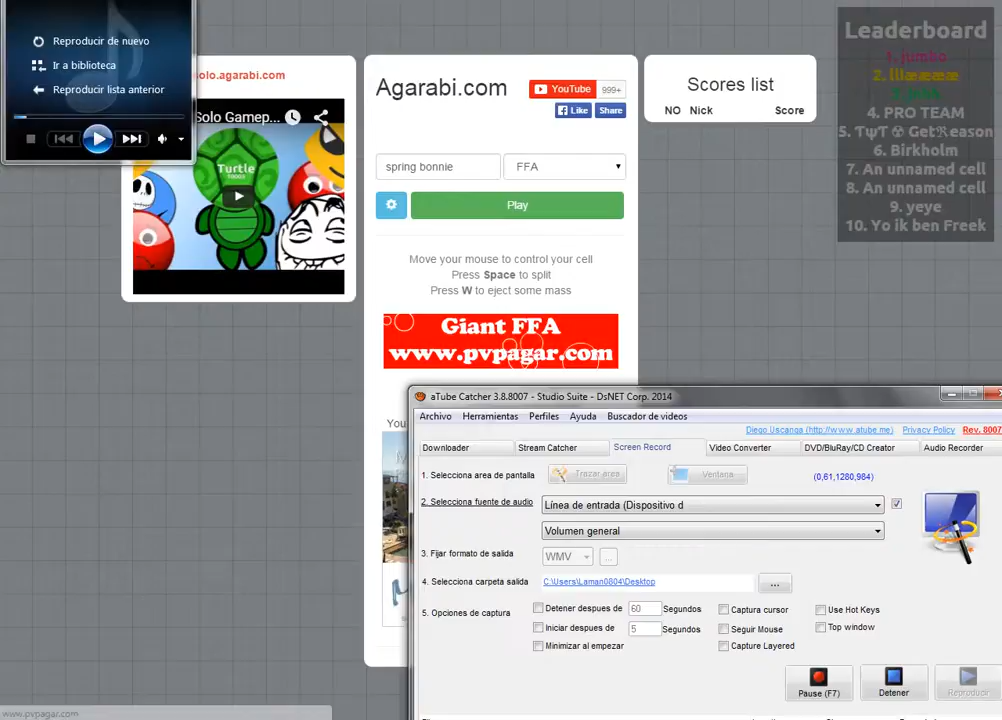 Reproducir de nuevo
Ir a biblioteca
Reproducir lista anterior
solo.agarabi.com
Solo Gamep...
Turtle
Agarabi.com
YouTube 999+
Like Share
spring bonnie FFA
Play
Move your mouse to control your cell
Press Space to split
Press W to eject some mass
Giant FFA
www.pvpagar.com
You
Scores list
NO Nick Score
Leaderboard
1. jumbo
4. PRO TEAM
6. Birkholm
7. An unnamed cell
8. An unnamed cell
9. yeye
10. Yo ik ben Freek
aTube Catcher 3.8.8007 - Studio Suite - DsNET Corp. 2014
Archivo Herramientas Perfiles Ayuda Buscador de videos
Diego Uscanga (http://www.atube.me) Privacy Policy Rev. 8007
Downloader Stream Catcher Screen Record Video Converter DVD/BluRay/CD Creator Audio Recorder
1. Selecciona area de pantalla Trazar área Ventana (0,61,1280,984)
2. Selecciona fuente de audio Línea de entrada (Dispositivo d
Volumen general
3. Fijar formato de salida WMV ...
4. Selecciona carpeta salida C:\Users\Laman0804\Desktop ...
5. Opciones de captura Detener despues de 60 Segundos Captura cursor Use Hot Keys
Iniciar despues de 5 Segundos Seguir Mouse Top window
Minimizar al empezar Capture Layered
Pause (F7) Detener Reproducir
www.pvpagar.com